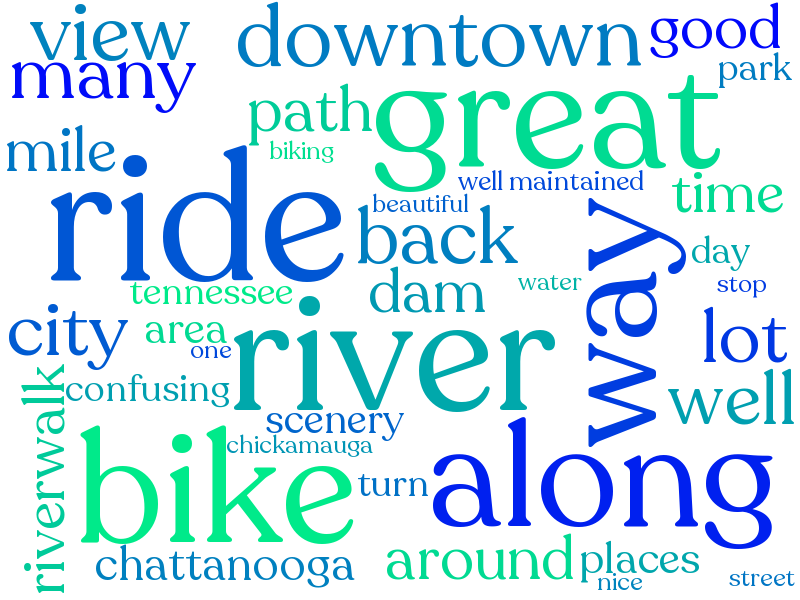 view
downtown
good
many
park
path
great
mile
biking
ride
well maintained
time
beautiful
way
back
day
tennessee
dam
water
stop
city
area
river
lot
one
confusing
well
riverwalk
scenery
chickamauga
bike
along
turn
chattanooga
around
places
nice
street